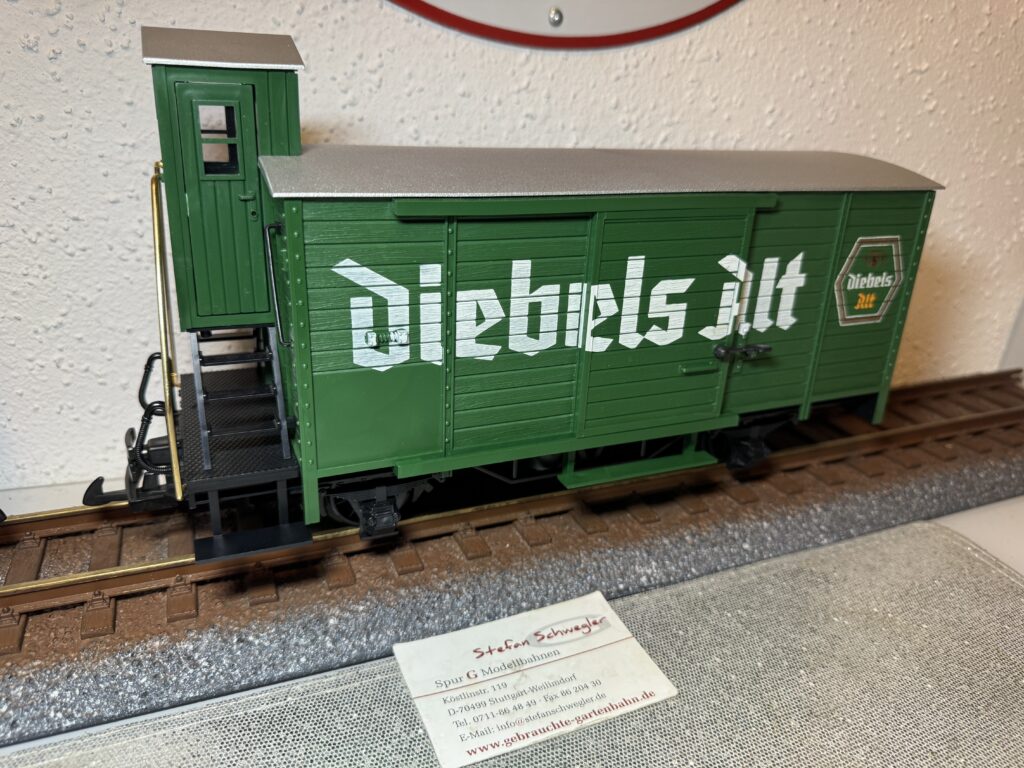 Diebels Alt
Diebels
Alt
Stefan Schwegler
Spur G Modellbahnen
Köstlinstr. 119
D-70499 Stuttgart-Weilimdorf
Tel. 0711-86 48 49 · Fax 86 204 30
E-Mail: info@stefanschwegler.de
www.gebrauchte-gartenbahn.de